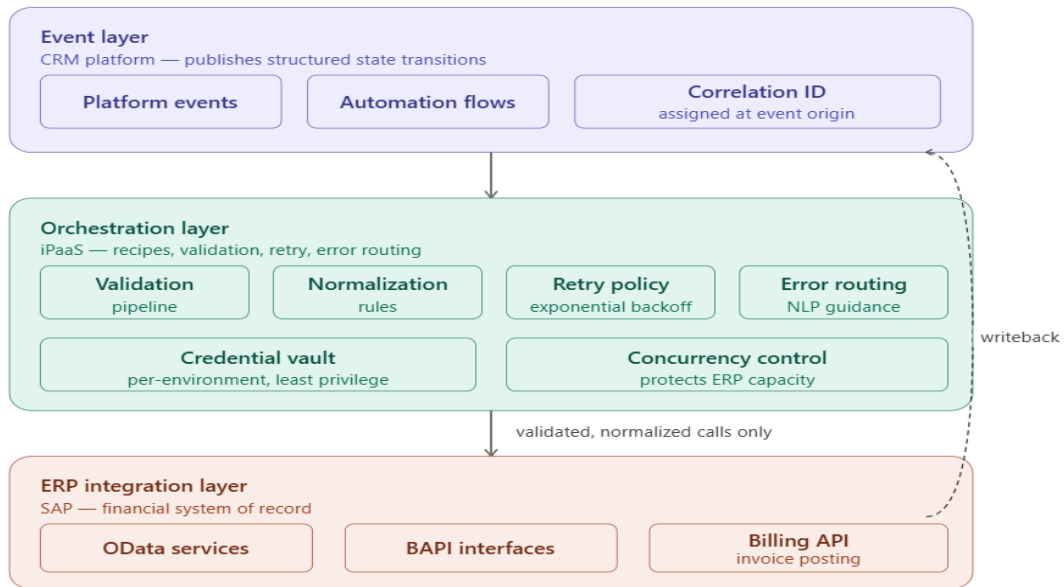 Event layer
CRM platform — publishes structured state transitions
Platform events
Automation flows
Correlation ID
assigned at event origin
Orchestration layer
iPaaS — recipes, validation, retry, error routing
Validation
pipeline
Normalization
rules
Retry policy
exponential backoff
Error routing
NLP guidance
writeback
Credential vault
per-environment, least privilege
Concurrency control
protects ERP capacity
validated, normalized calls only
ERP integration layer
SAP — financial system of record
OData services
BAPI interfaces
Billing API
invoice posting